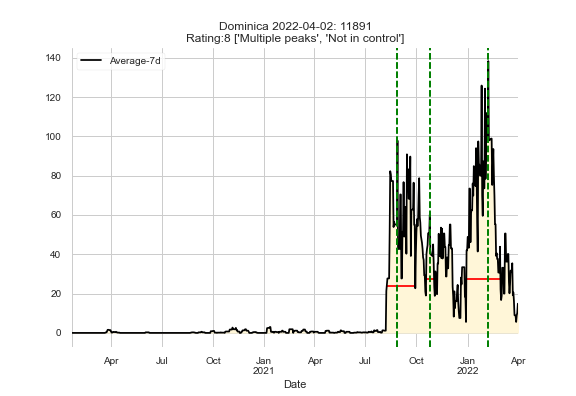 Dominica 2022-04-02: 11891
Rating:8 ['Multiple peaks', 'Not in control']
Average-7d
140
120
100
80
60
40
20
0
Apr
Jul
Oct
Jan
2021
Apr
Jul
Oct
Jan
2022
Apr
Date